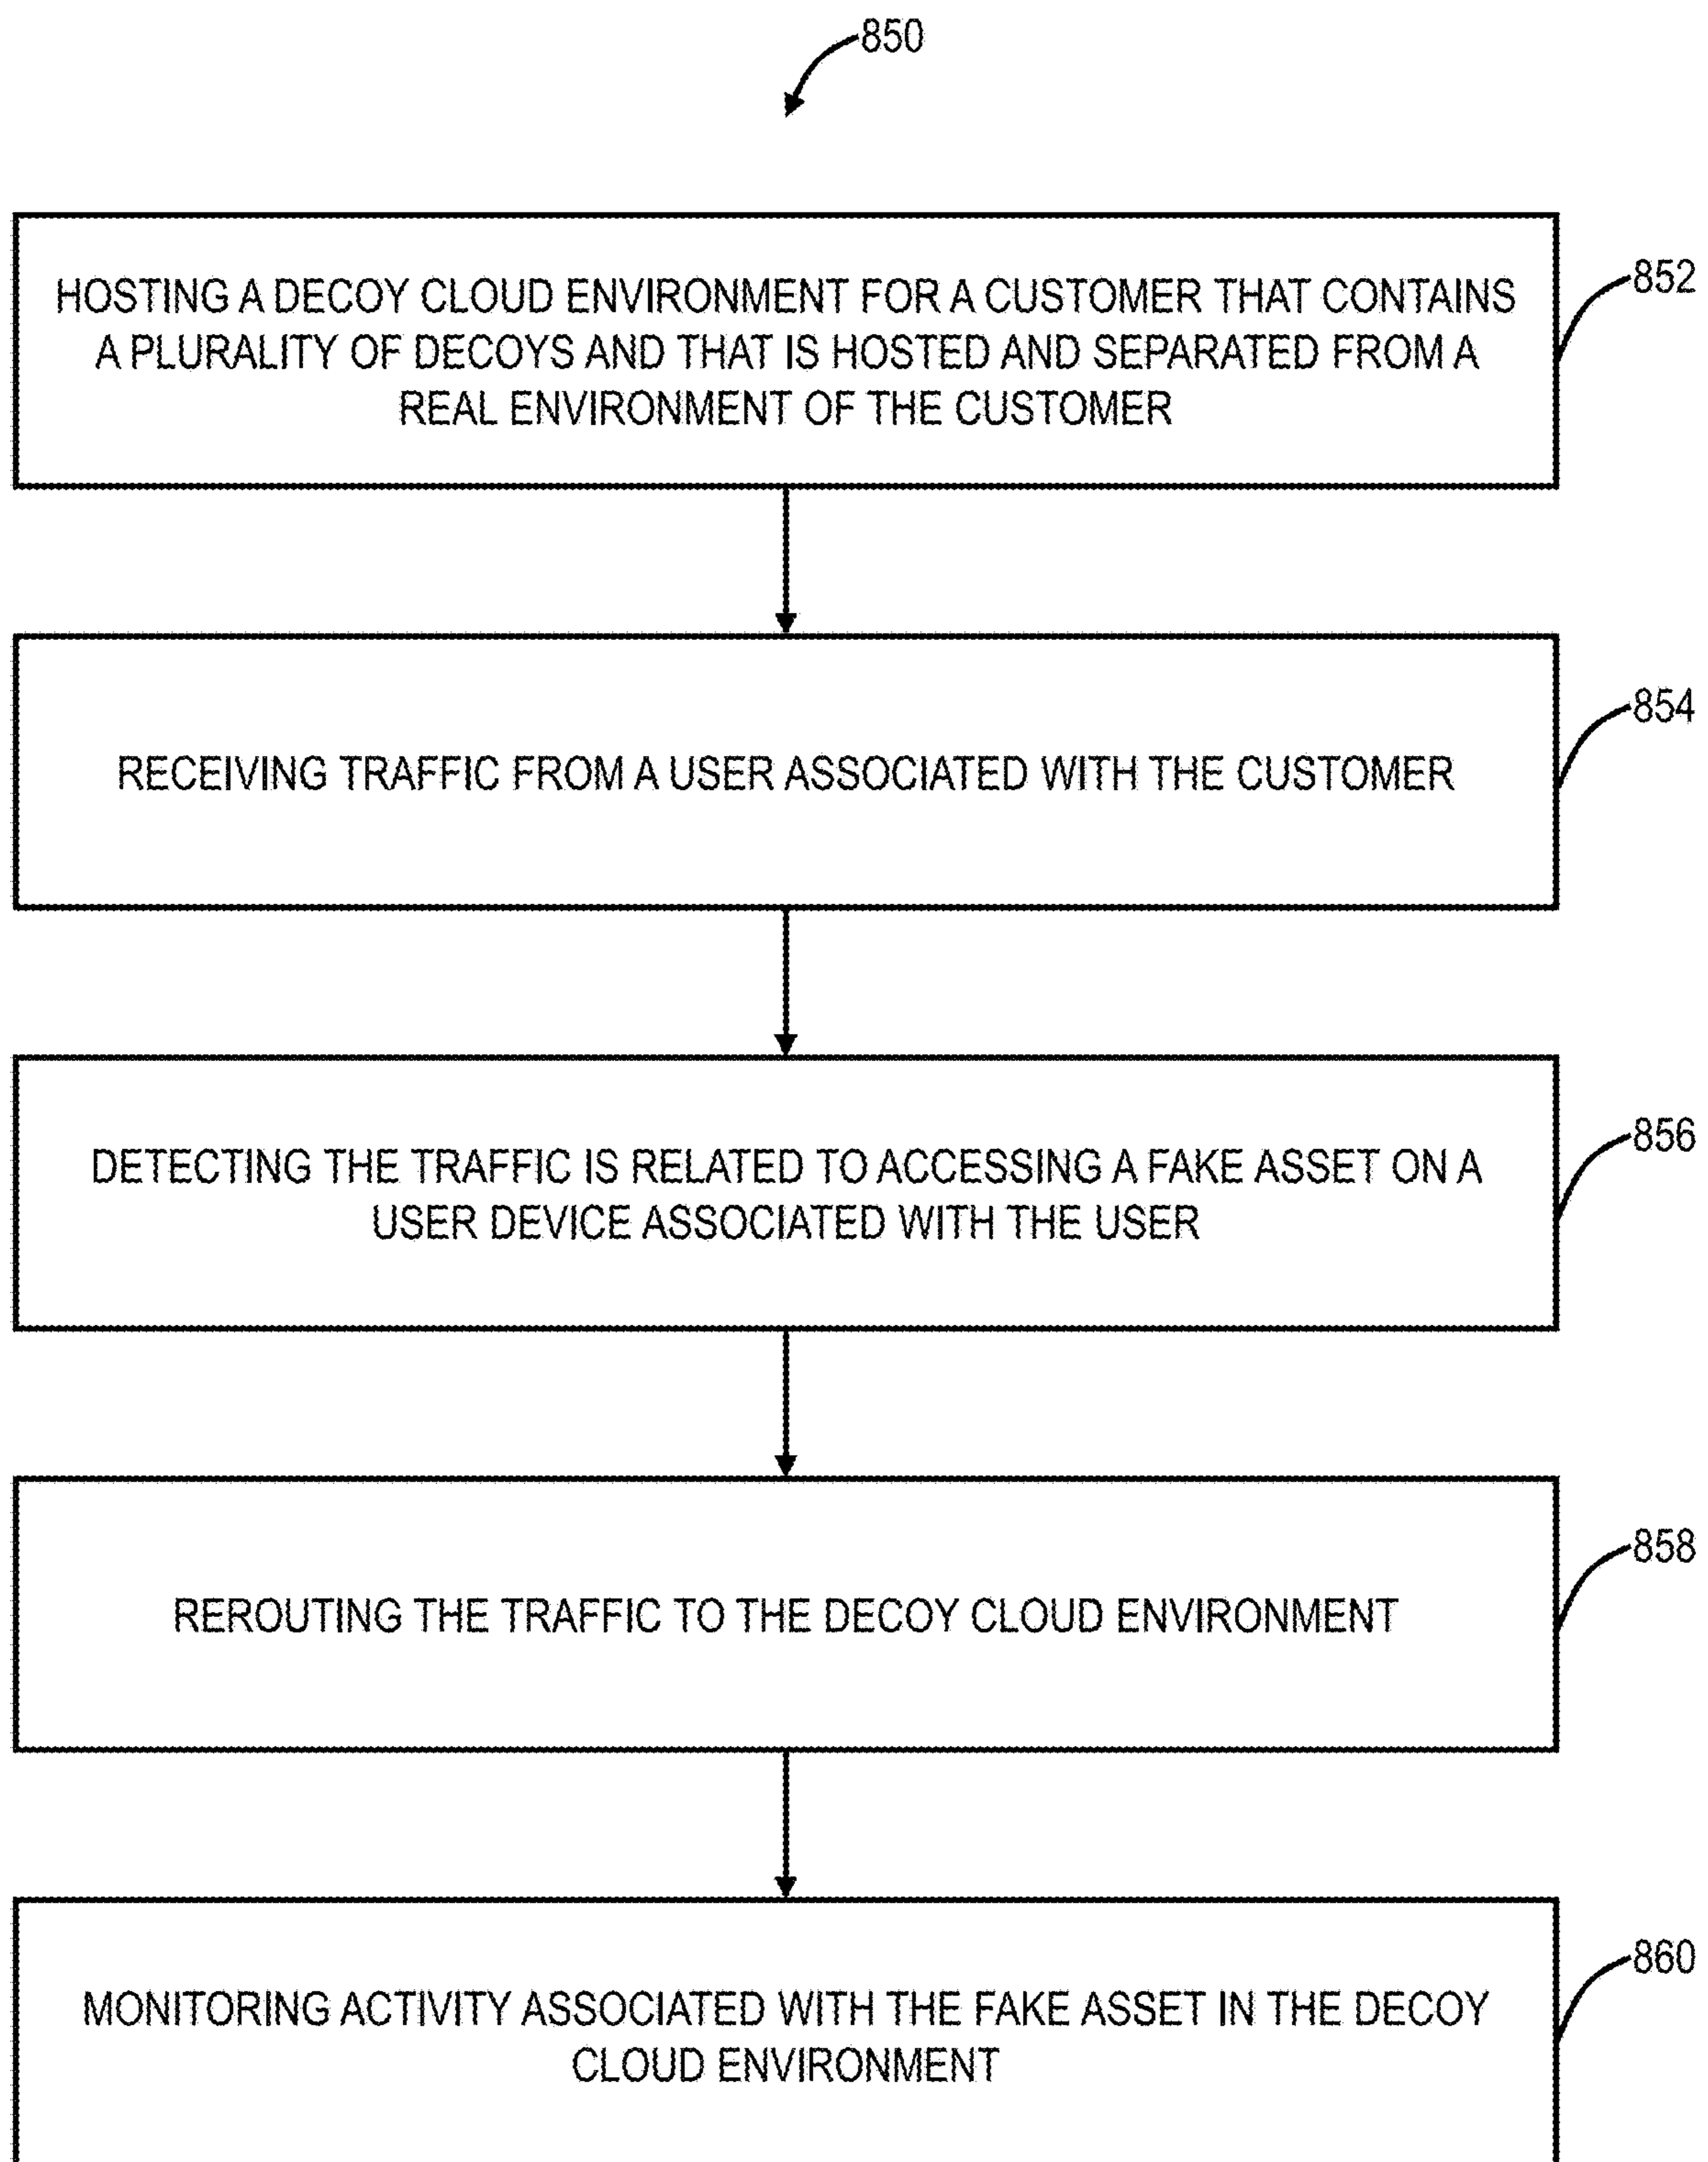 850
HOSTING A DECOY CLOUD ENVIRONMENT FOR A CUSTOMER THAT CONTAINS
A PLURALITY OF DECOYS AND THAT IS HOSTED AND SEPARATED FROM A
REAL ENVIRONMENT OF THE CUSTOMER
852
RECEIVING TRAFFIC FROM A USER ASSOCIATED WITH THE CUSTOMER
854
DETECTING THE TRAFFIC IS RELATED TO ACCESSING A FAKE ASSET ON A
USER DEVICE ASSOCIATED WITH THE USER
856
REROUTING THE TRAFFIC TO THE DECOY CLOUD ENVIRONMENT
858
MONITORING ACTIVITY ASSOCIATED WITH THE FAKE ASSET IN THE DECOY
CLOUD ENVIRONMENT
860